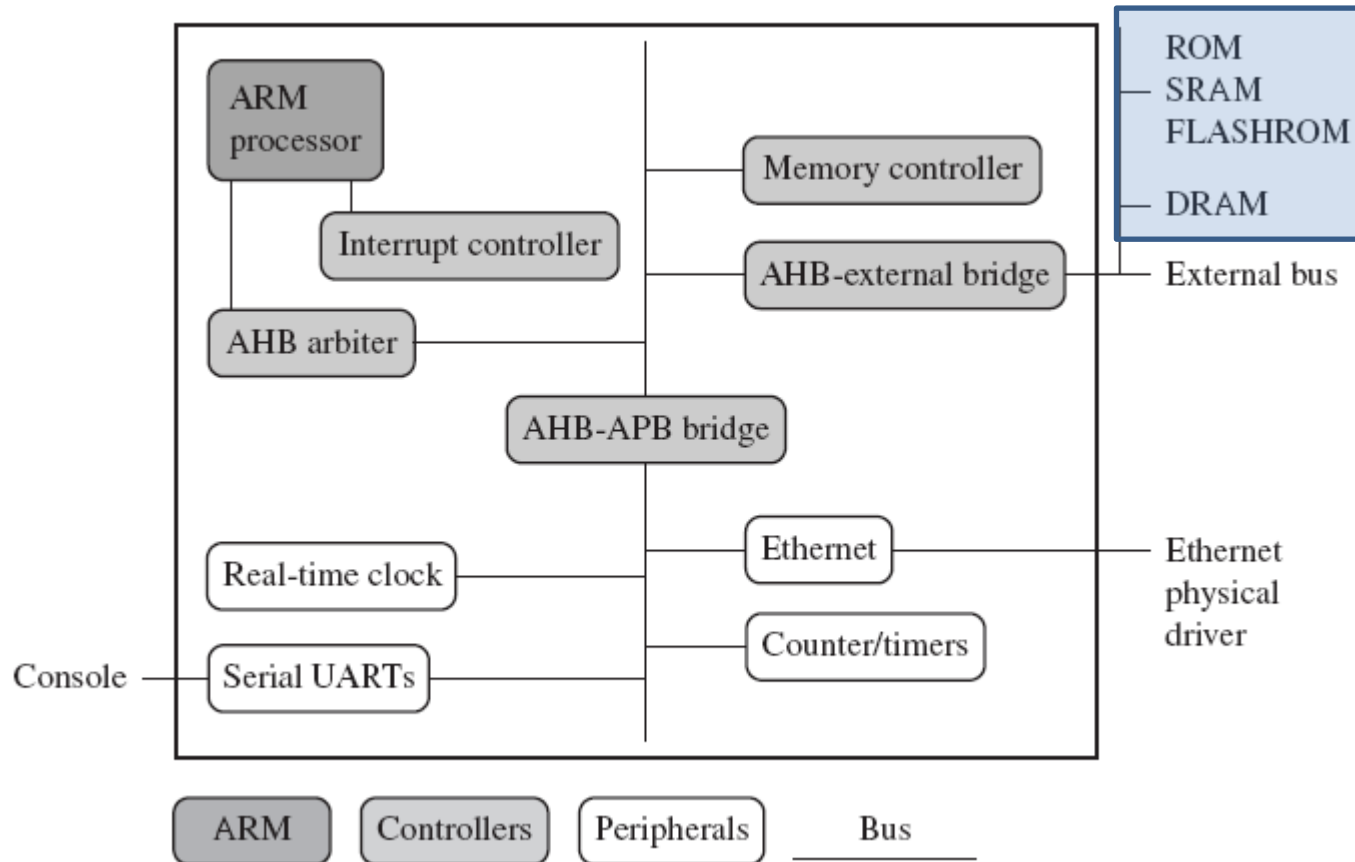 ARM
processor
Interrupt controller
AHB arbiter
Memory controller
AHB-external bridge
ROM
SRAM
FLASHROM
DRAM
External bus
AHB-APB bridge
Real-time clock
Ethernet
Ethernet
physical
driver
Counter/timers
Console
Serial UARTs
ARM
Controllers
Peripherals
Bus